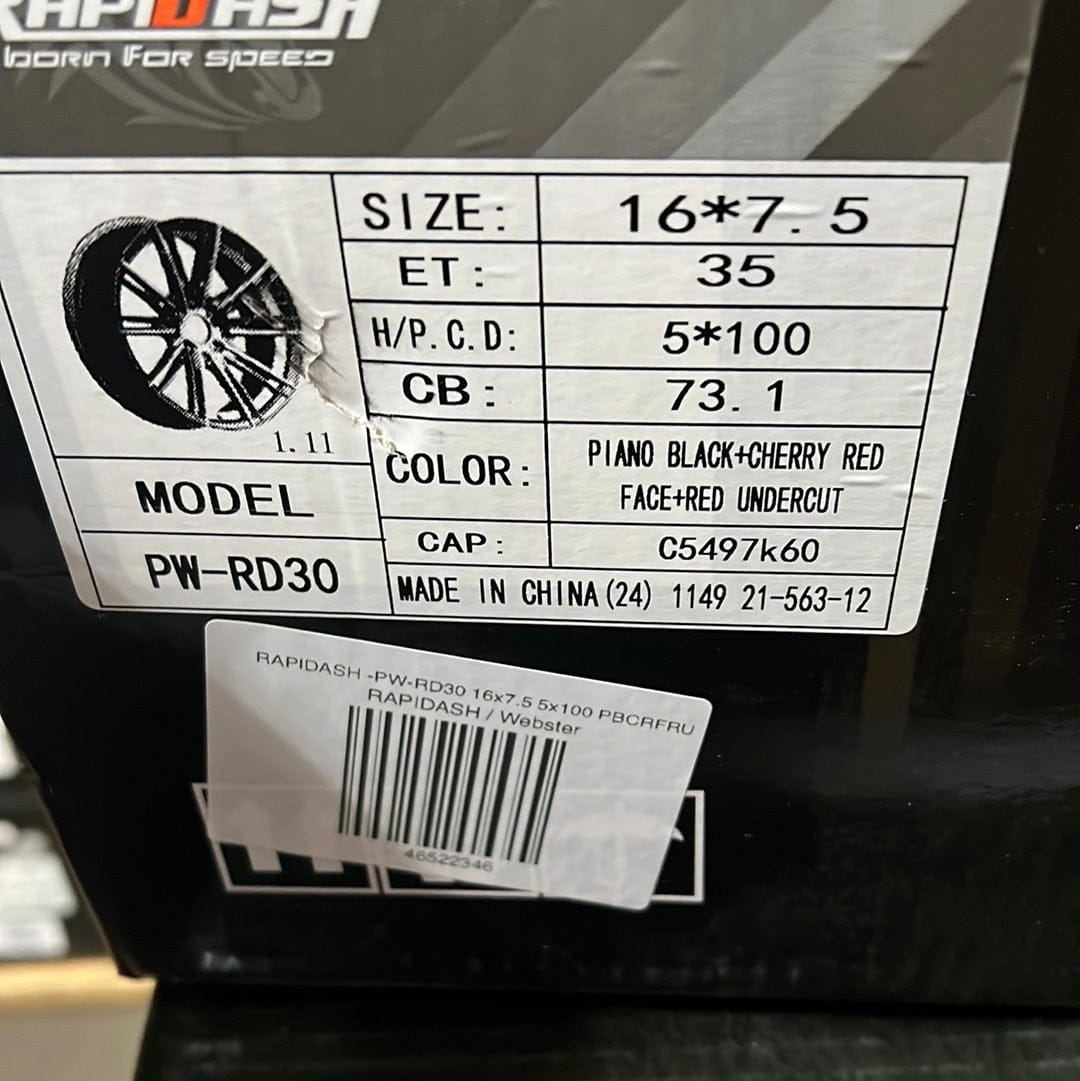 RAPIDASH
BORN FOR SPEED
SIZE: 16*7.5
ET: 35
H/P.C.D: 5*100
CB: 73.1
1.11
COLOR: PIANO BLACK+CHERRY RED
FACE+RED UNDERCUT
MODEL
CAP: C5497k60
PW-RD30
MADE IN CHINA(24) 1149 21-563-12
RAPIDASH -PW-RD30 16x7.5 5x100 PBCRFRU
RAPIDASH / Webster
46522346